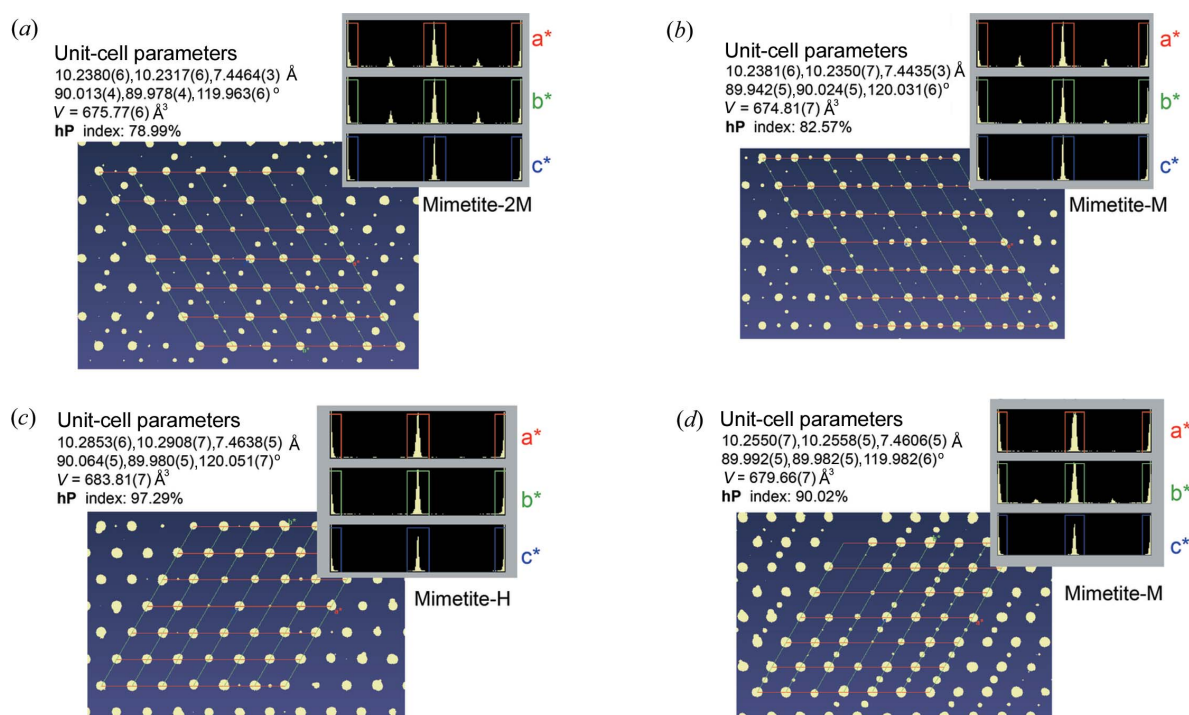 (a)
Unit-cell parameters
10.2380(6),10.2317(6),7.4464(3) Å
90.013(4),89.978(4),119.963(6) º
V = 675.77(6) Å3
hP index: 78.99%
a*
b*
c*
Mimetite-2M
(b)
Unit-cell parameters
10.2381(6),10.2350(7),7.4435(3) Å
89.942(5),90.024(5),120.031(6) º
V = 674.81(7) Å3
hP index: 82.57%
a*
b*
c*
Mimetite-M
(c)
Unit-cell parameters
10.2853(6),10.2908(7),7.4638(5) Å
90.064(5),89.980(5),120.051(7) º
V = 683.81(7) Å3
hP index: 97.29%
a*
b*
c*
Mimetite-H
(d)
Unit-cell parameters
10.2550(7),10.2558(5),7.4606(5) Å
89.992(5),89.982(5),119.982(6) º
V = 679.66(7) Å3
hP index: 90.02%
a*
b*
c*
Mimetite-M